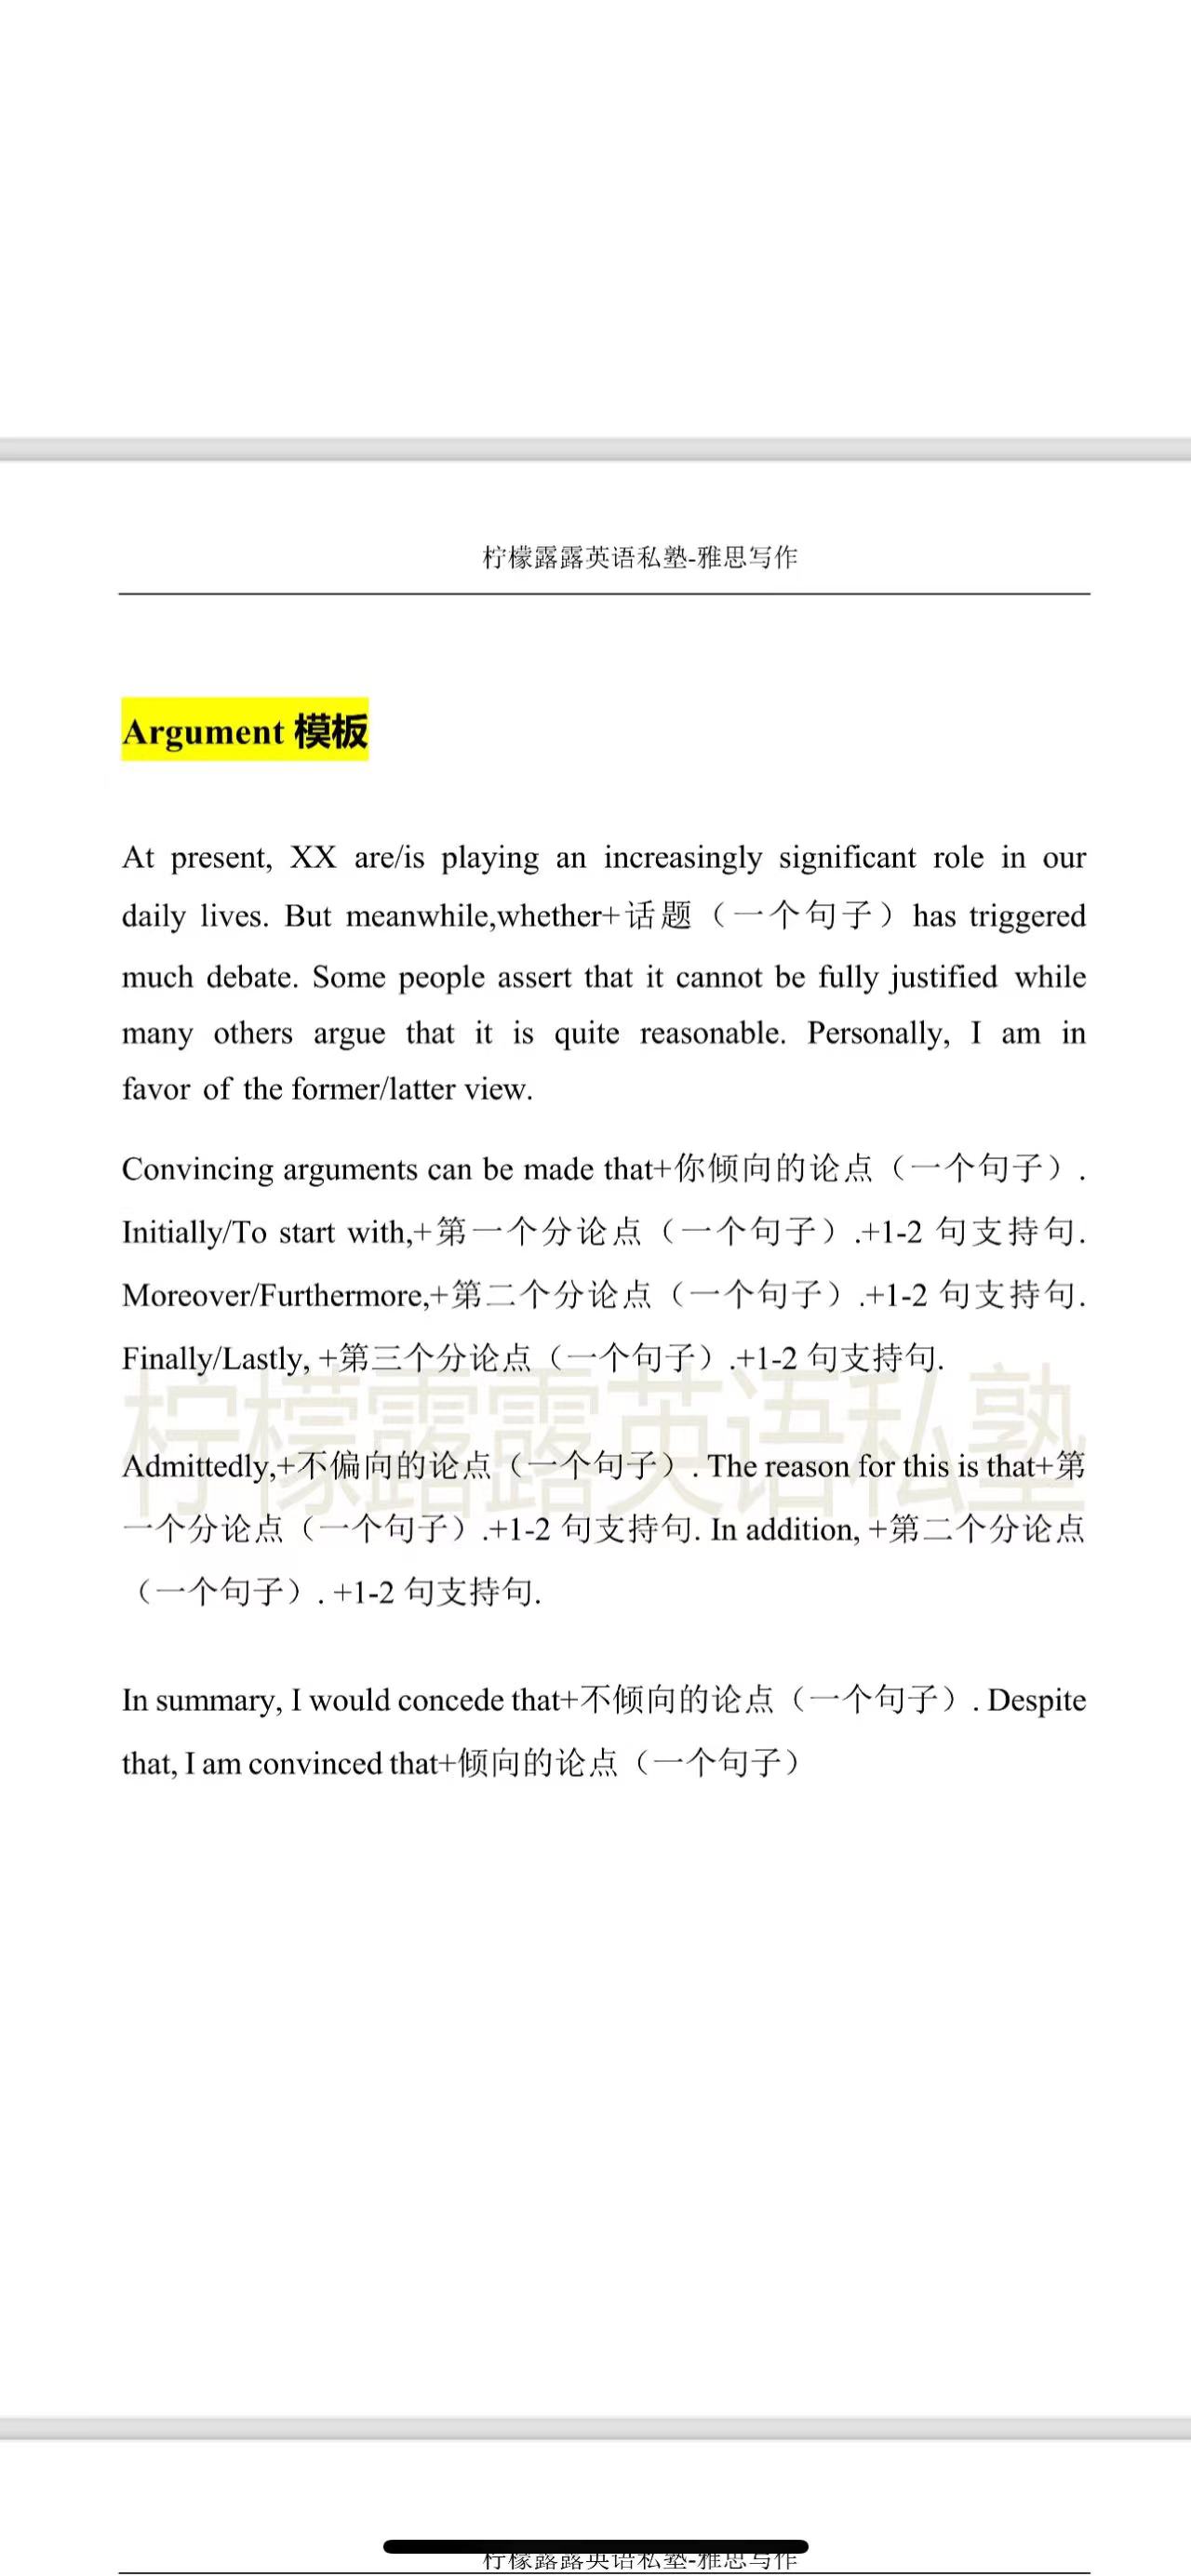 柠檬露露英语私塾-雅思写作
Argument 模板
At present, XX are/is playing an increasingly significant role in our
daily lives. But meanwhile,whether+话题（一个句子）has triggered
much debate. Some people assert that it cannot be fully justified while
many others argue that it is quite reasonable. Personally, I am in
favor of the former/latter view.
Convincing arguments can be made that+你倾向的论点（一个句子）.
Initially/To start with,+第一个分论点（一个句子）.+1-2 句支持句.
Moreover/Furthermore,+第二个分论点（一个句子）.+1-2 句支持句.
Finally/Lastly, +第三个分论点（一个句子）.+1-2 句支持句.
柠檬露露英语私塾
Admittedly,+不偏向的论点（一个句子）. The reason for this is that+第
一个分论点（一个句子）.+1-2 句支持句. In addition, +第二个分论点
（一个句子）. +1-2 句支持句.
In summary, I would concede that+不倾向的论点（一个句子）. Despite
that, I am convinced that+倾向的论点（一个句子）
柠檬露露英语私塾-雅思写作